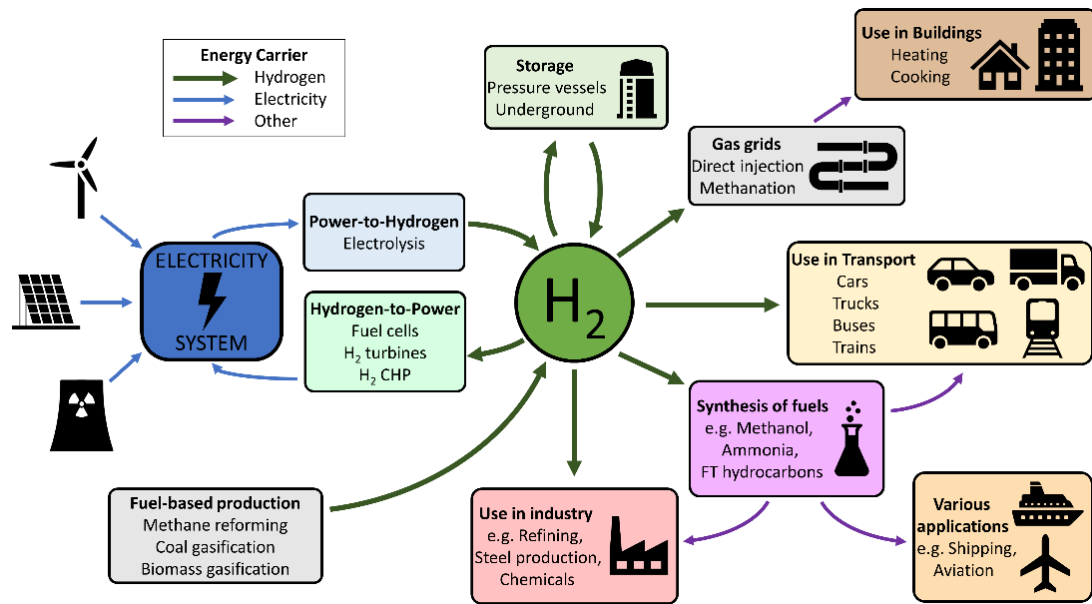 Energy Carrier
Hydrogen
Electricity
Other
Storage
Pressure vessels
Underground
Use in Buildings
Heating
Cooking
Gas grids
Direct injection
Methanation
Power-to-Hydrogen
Electrolysis
ELECTRICITY
SYSTEM
Hydrogen-to-Power
Fuel cells
H₂ turbines
H₂ CHP
H₂
Use in Transport
Cars
Trucks
Buses
Trains
Synthesis of fuels
e.g. Methanol,
Ammonia,
FT hydrocarbons
Fuel-based production
Methane reforming
Coal gasification
Biomass gasification
Use in industry
e.g. Refining,
Steel production,
Chemicals
Various
applications
e.g. Shipping,
Aviation